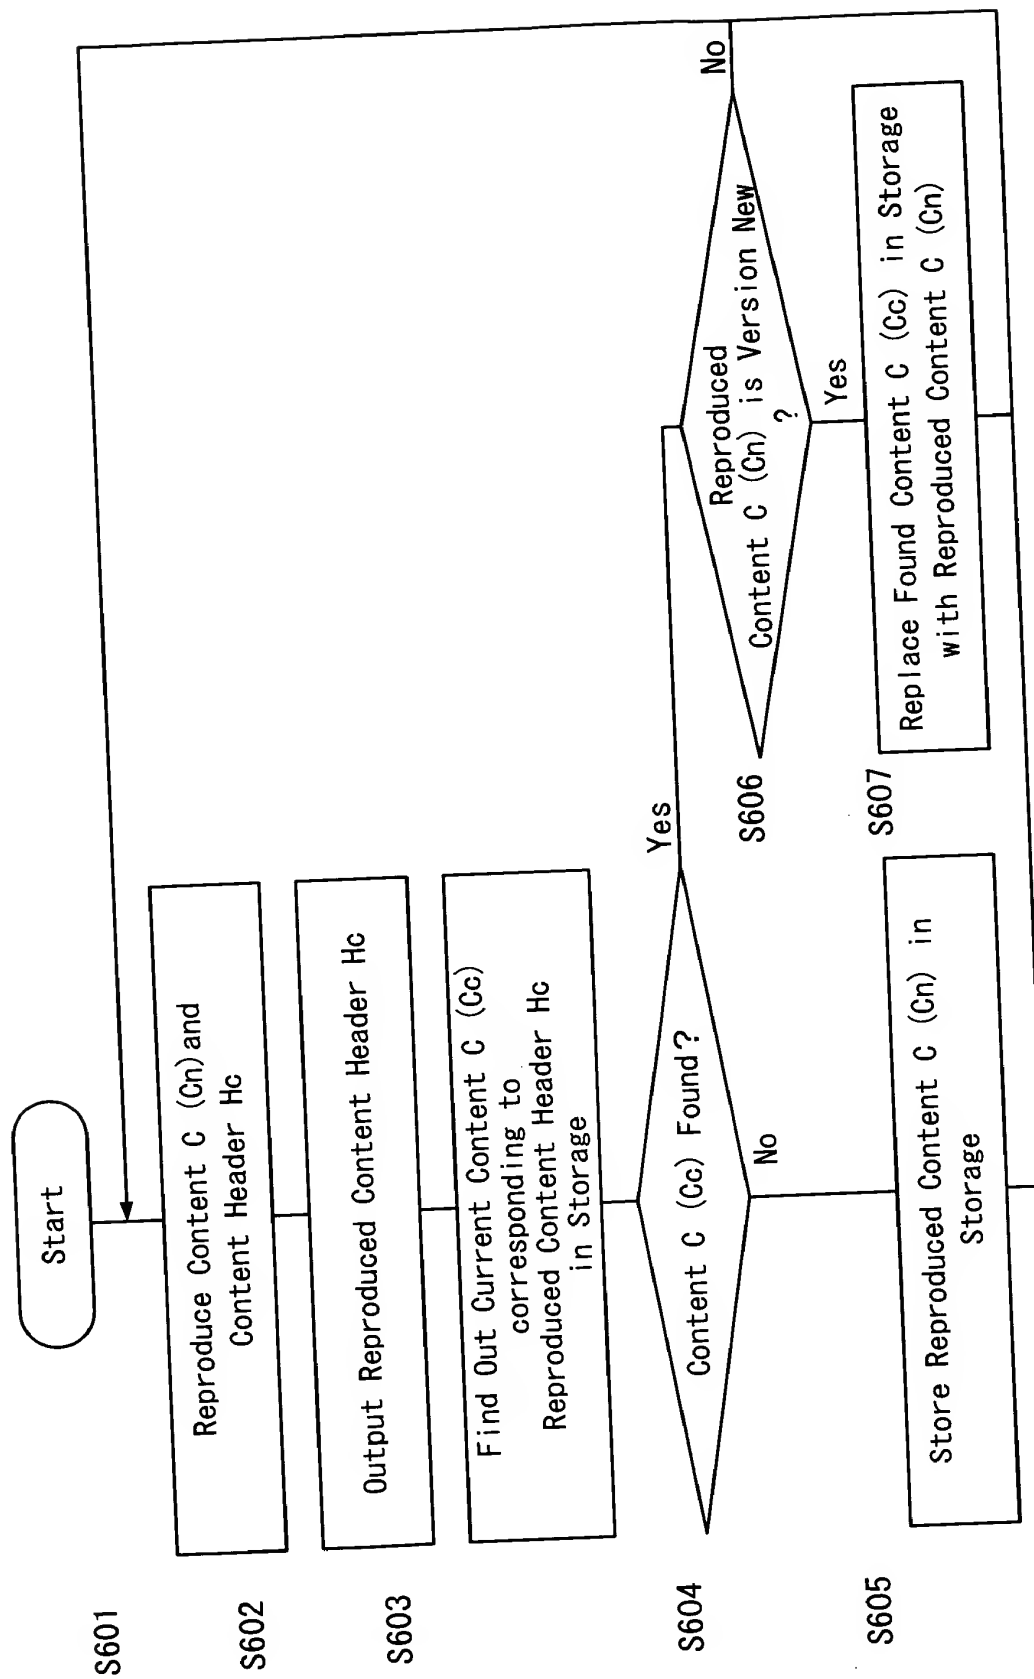 Start
S601
Reproduce Content C (Cn)and
Content Header Hc
S602
Output Reproduced Content Header Hc
S603
Find Out Current Content C (Cc)
corresponding to
Reproduced Content Header Hc
in Storage
S604
Content C (Cc) Found?
Yes
No
S605
Store Reproduced Content C (Cn) in
Storage
S606
Reproduced
Content C (Cn) is Version New
?
No
Yes
S607
Replace Found Content C (Cc) in Storage
with Reproduced Content C (Cn)